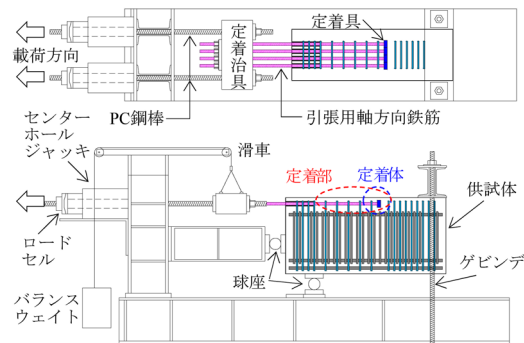 定着具
載荷方向
定着治具
PC鋼棒
引張用軸方向鉄筋
センター
ホール
ジャッキ
滑車
定着部
定着体
供試体
ロード
セル
球座
ゲビンデ
バランス
ウェイト